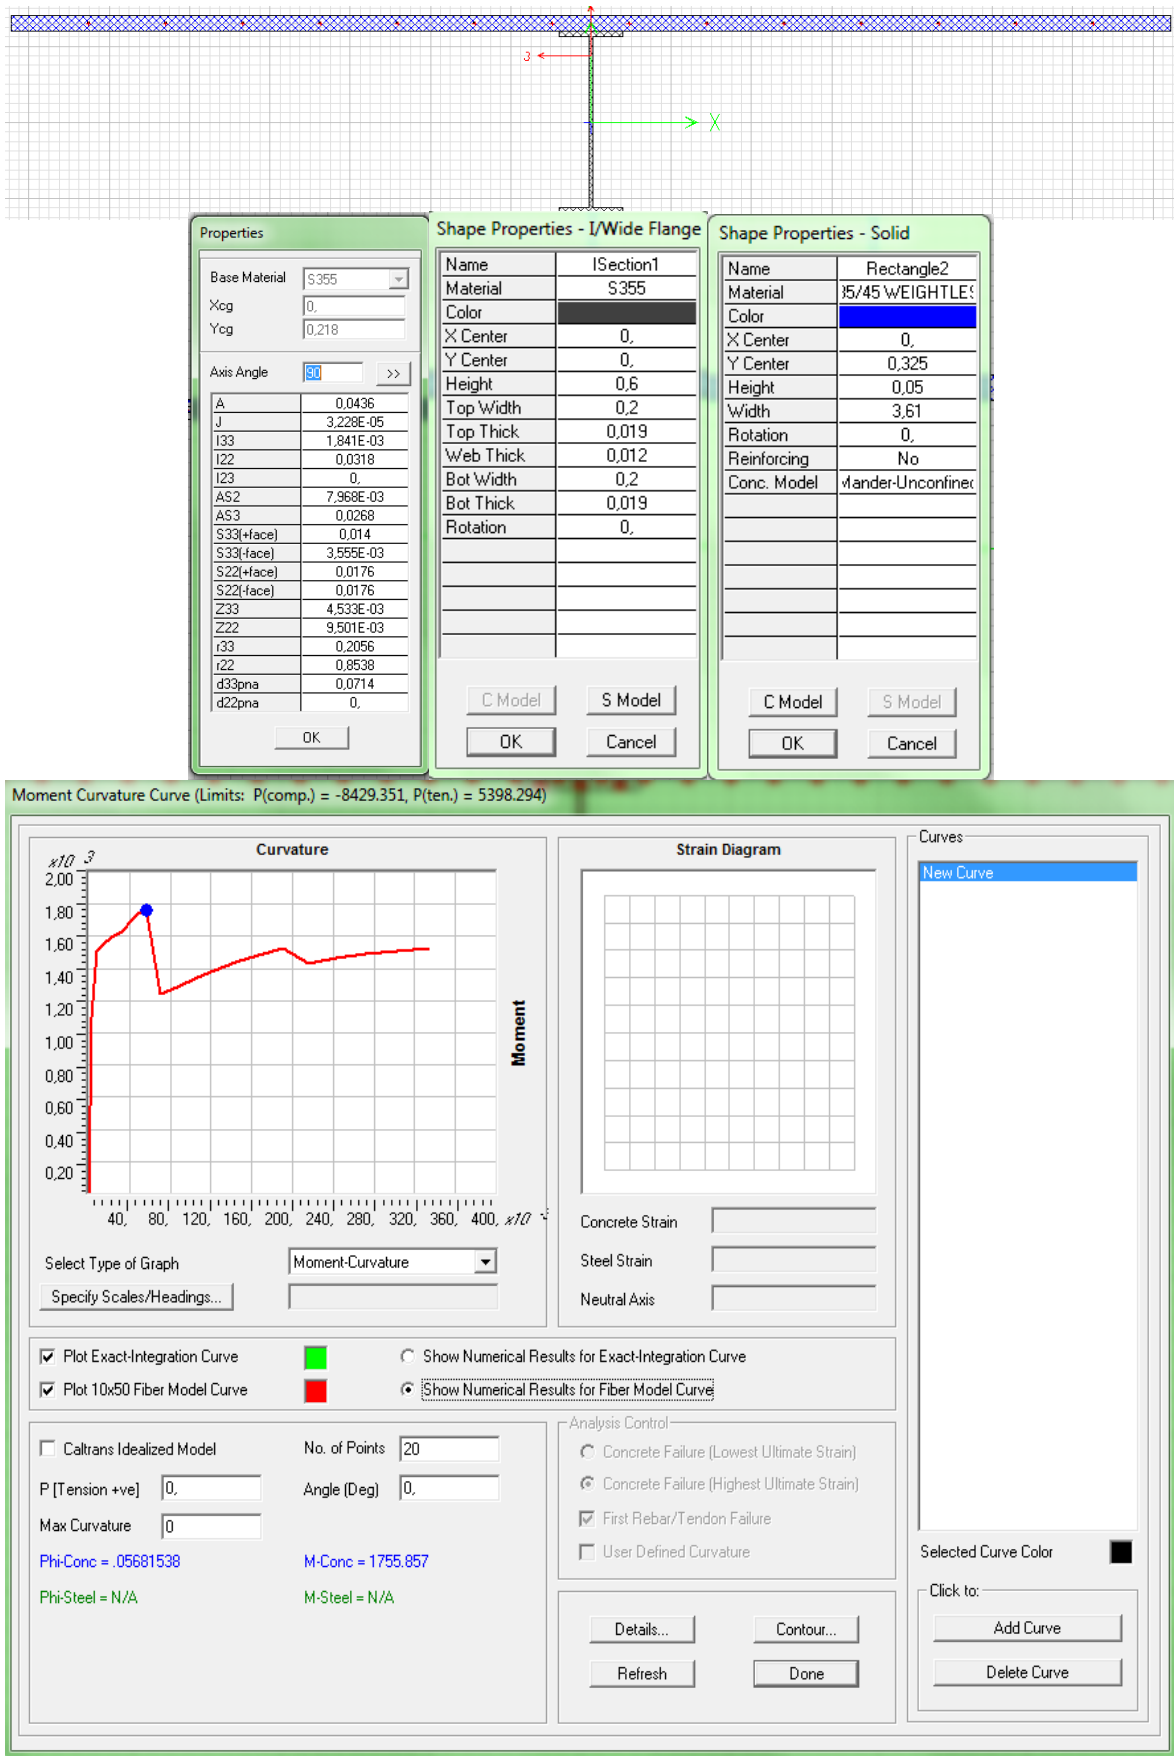 3
X
Properties
Base Material S355
Xcg 0,
Ycg 0,218
Axis Angle 90 >>
A 0,0436
J 3,228E-05
I33 1,841E-03
I22 0,0318
I23 0,
AS2 7,968E-03
AS3 0,0268
S33(+face) 0,014
S33(-face) 3,555E-03
S22(+face) 0,0176
S22(-face) 0,0176
Z33 4,533E-03
Z22 9,501E-03
r33 0,2056
r22 0,8538
d33pna 0,0714
d22pna 0,
OK
Shape Properties - I/Wide Flange
Name ISection1
Material S355
Color
X Center 0,
Y Center 0,
Height 0,6
Top Width 0,2
Top Thick 0,019
Web Thick 0,012
Bot Width 0,2
Bot Thick 0,019
Rotation 0,
C Model S Model
OK Cancel
Shape Properties - Solid
Name Rectangle2
Material 35/45 WEIGHTLES
Color
X Center 0,
Y Center 0,325
Height 0,05
Width 3,61
Rotation 0,
Reinforcing No
Conc. Model Mander-Unconfined
C Model S Model
OK Cancel
Moment Curvature Curve (Limits: P(comp.) = -8429.351, P(ten.) = 5398.294)
Curvature
x10 3
2,00
1,80
1,60
1,40
1,20
1,00
0,80
0,60
0,40
0,20
Moment
40, 80, 120, 160, 200, 240, 280, 320, 360, 400, x10
Select Type of Graph Moment-Curvature
Specify Scales/Headings...
Strain Diagram
Concrete Strain
Steel Strain
Neutral Axis
Curves
New Curve
Plot Exact-Integration Curve
Show Numerical Results for Exact-Integration Curve
Plot 10x50 Fiber Model Curve
Show Numerical Results for Fiber Model Curve
Caltrans Idealized Model No. of Points 20
P [Tension +ve] 0, Angle (Deg) 0,
Max Curvature 0
Phi-Conc = .05681538 M-Conc = 1755.857
Phi-Steel = N/A M-Steel = N/A
Analysis Control
Concrete Failure (Lowest Ultimate Strain)
Concrete Failure (Highest Ultimate Strain)
First Rebar/Tendon Failure
User Defined Curvature
Details... Contour...
Refresh Done
Selected Curve Color
Click to:
Add Curve
Delete Curve